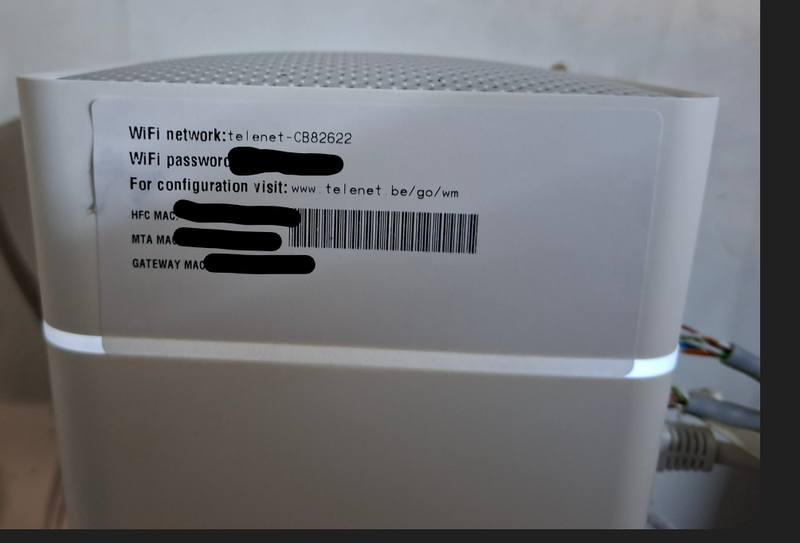 WiFi network:telenet-CB82622
WiFi password
For configuration visit: www.telenet.be/go/wm
HFC MAC:
MTA MAC
GATEWAY MAC